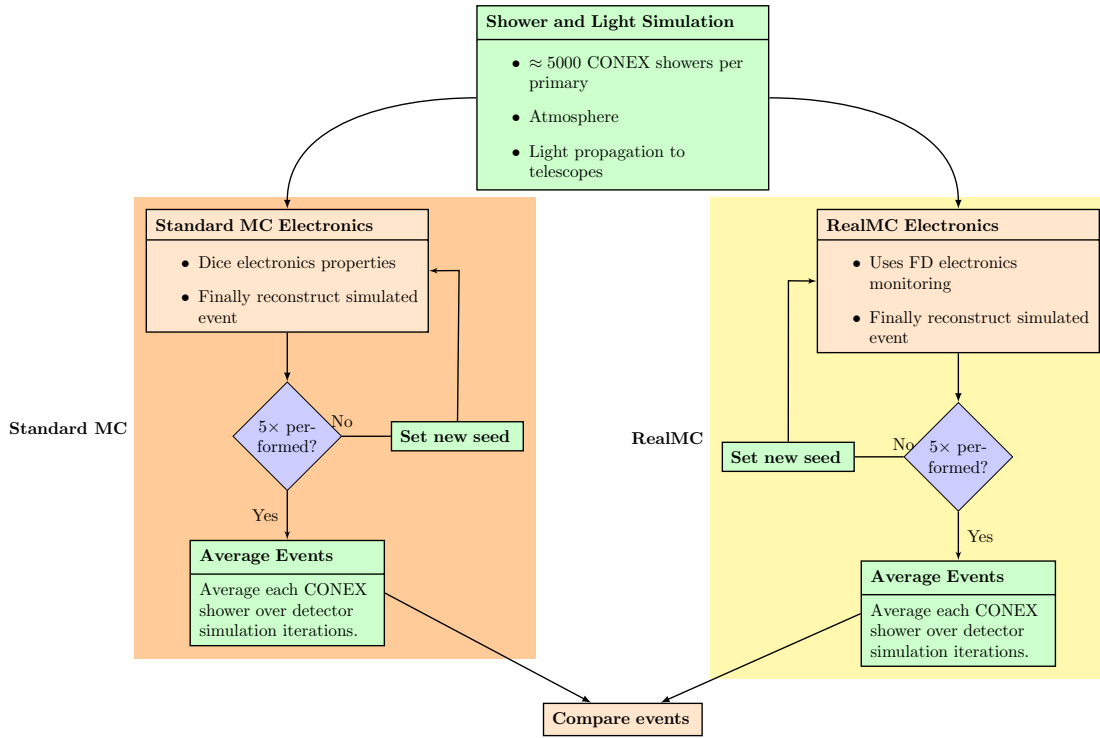 Shower and Light Simulation
• ≈ 5000 CONEX showers per
primary
• Atmosphere
• Light propagation to
telescopes
Standard MC Electronics
• Dice electronics properties
• Finally reconstruct simulated
event
5× per-
formed?
No
Set new seed
Standard MC
Yes
Average Events
Average each CONEX
shower over detector
simulation iterations.
RealMC Electronics
• Uses FD electronics
monitoring
• Finally reconstruct simulated
event
RealMC
Set new seed
No
5× per-
formed?
Yes
Average Events
Average each CONEX
shower over detector
simulation iterations.
Compare events